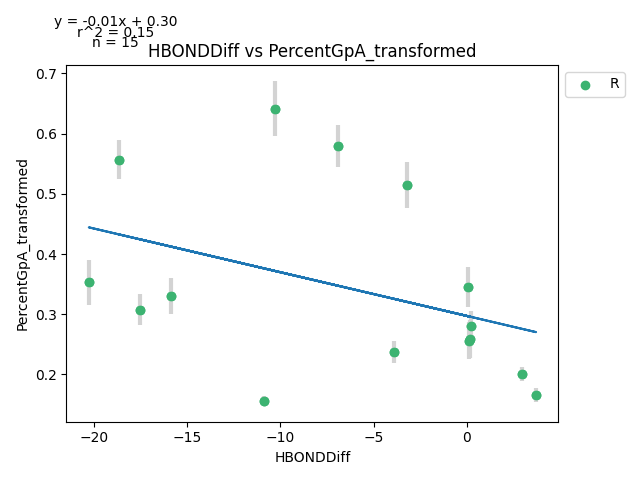 y = -0.01x + 0.30
r^2 = 0.15
n = 15
HBONDDiff vs PercentGpA_transformed
R
PercentGpA_transformed
0.7
0.6
0.5
0.4
0.3
0.2
−20
−15
−10
−5
0
HBONDDiff